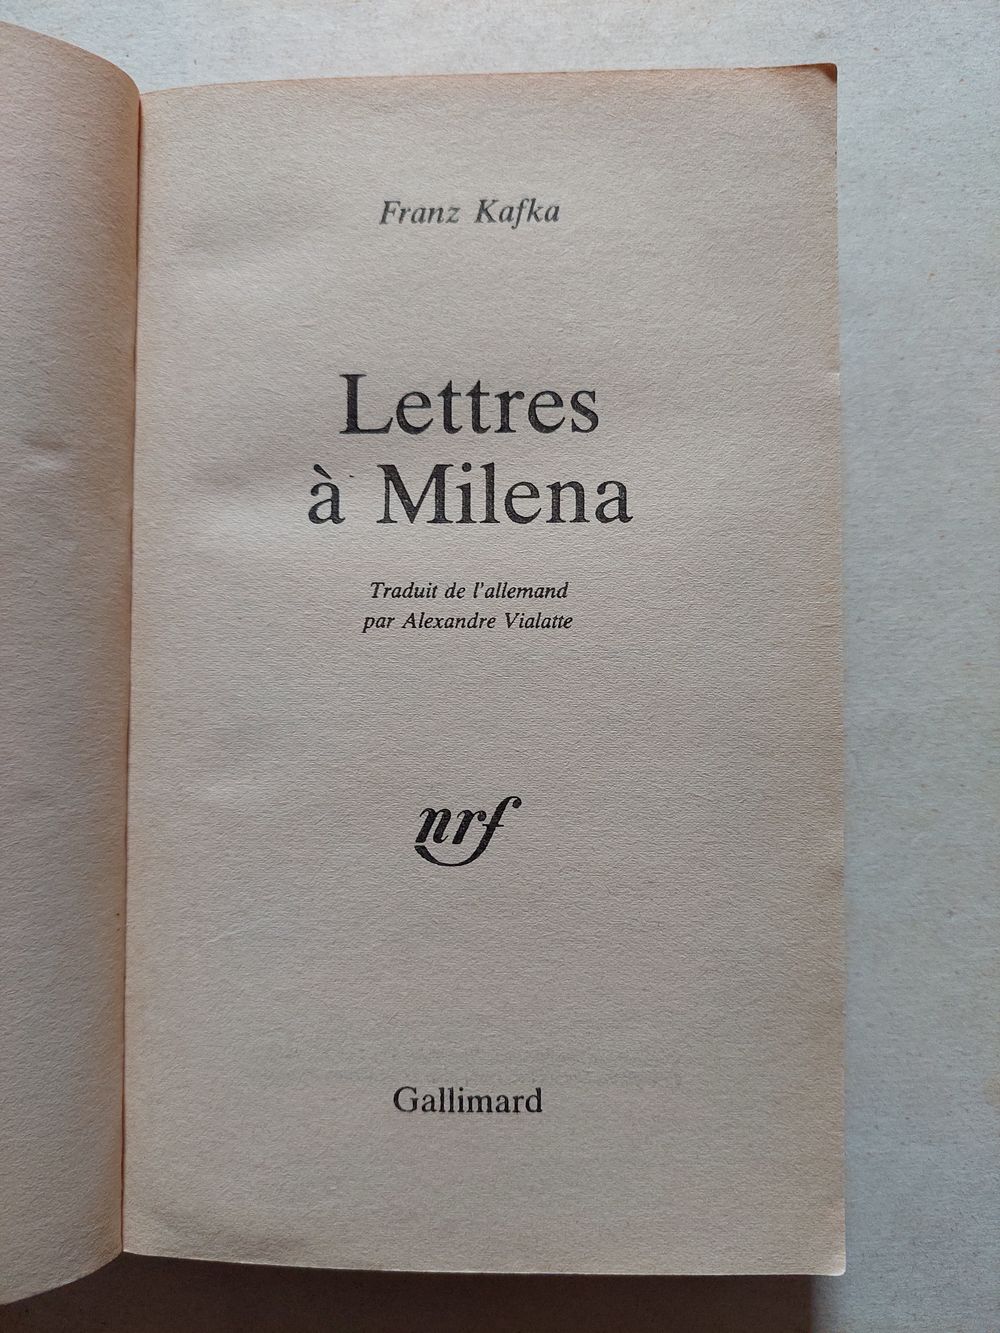 Franz Kafka
Lettres
à Milena
Traduit de l'allemand
par Alexandre Vialatte
nrf
Gallimard